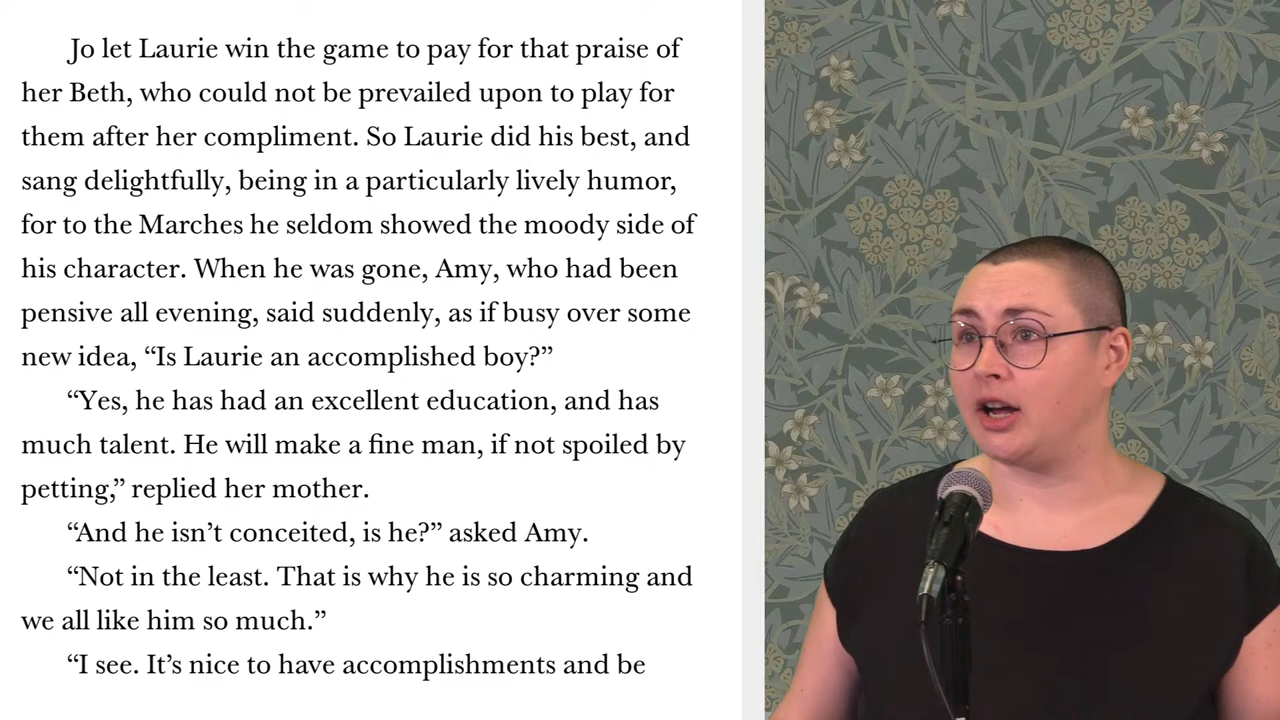 Jo let Laurie win the game to pay for that praise of
her Beth, who could not be prevailed upon to play for
them after her compliment. So Laurie did his best, and
sang delightfully, being in a particularly lively humor,
for to the Marches he seldom showed the moody side of
his character. When he was gone, Amy, who had been
pensive all evening, said suddenly, as if busy over some
new idea, “Is Laurie an accomplished boy?”
“Yes, he has had an excellent education, and has
much talent. He will make a fine man, if not spoiled by
petting,” replied her mother.
“And he isn’t conceited, is he?” asked Amy.
“Not in the least. That is why he is so charming and
we all like him so much.”
“I see. It’s nice to have accomplishments and be